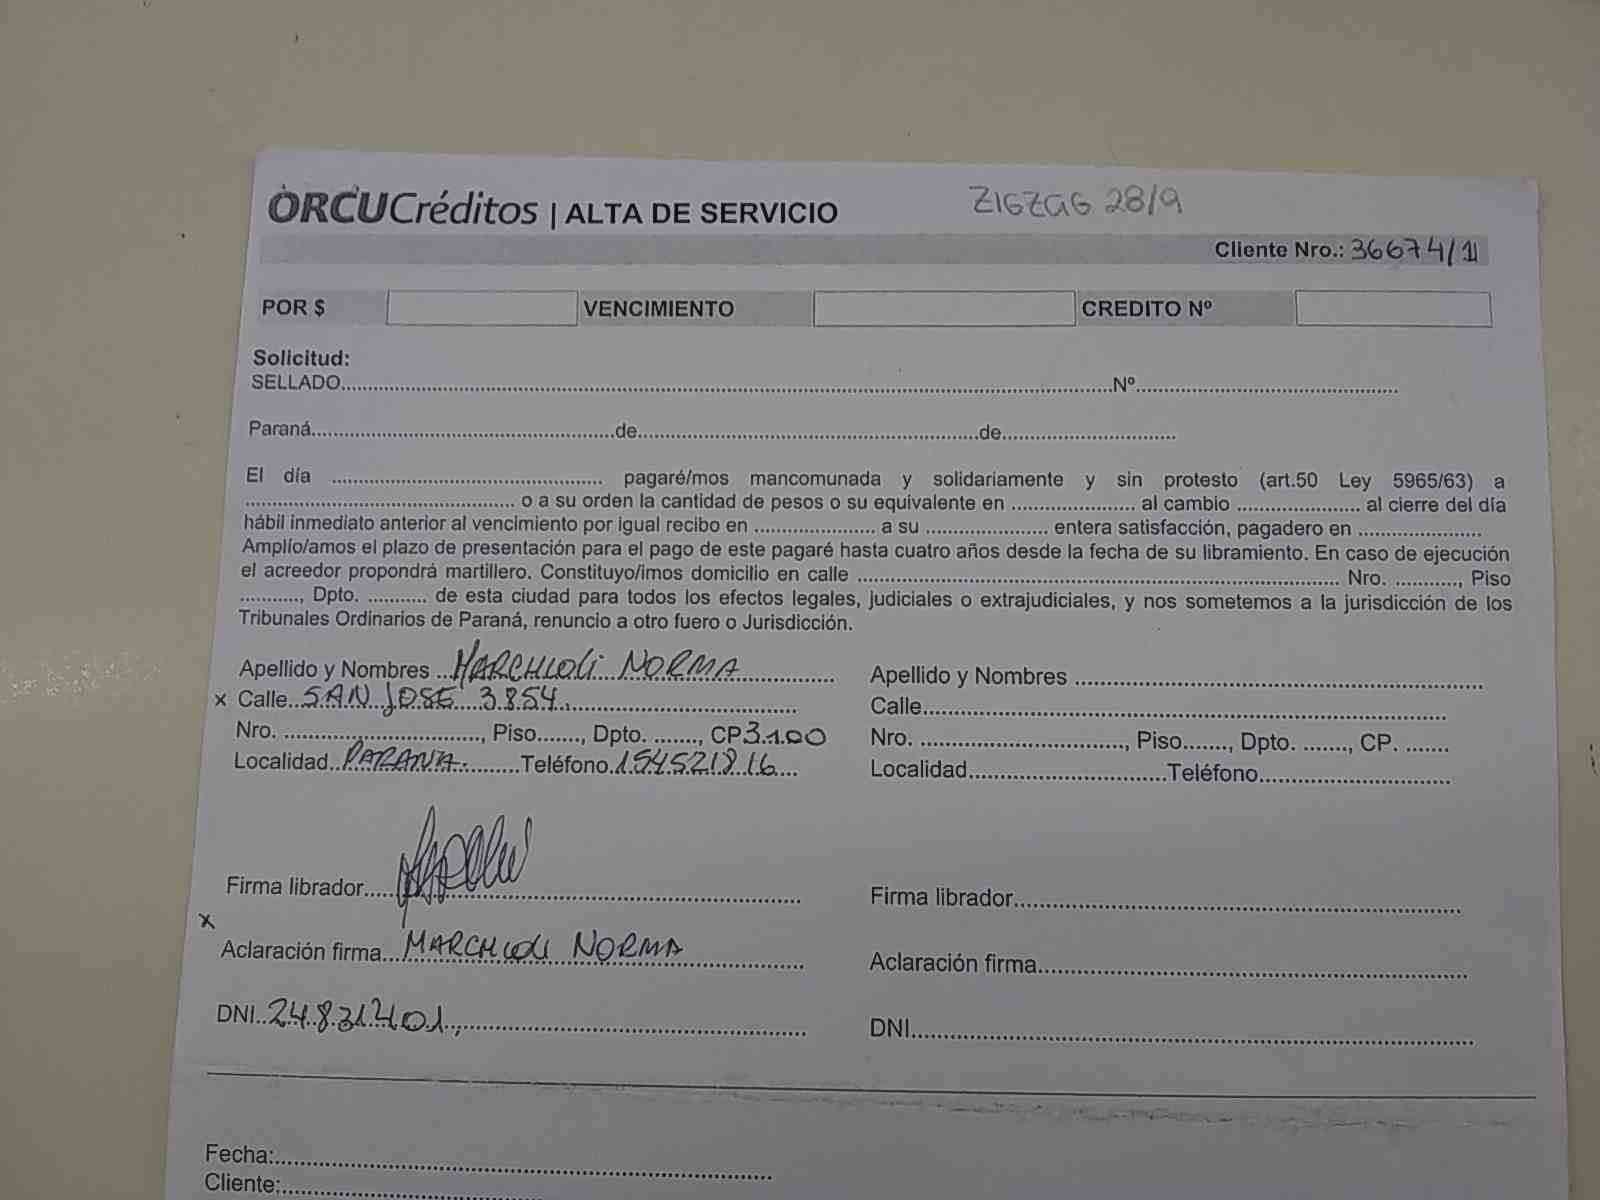 ORCUCréditos | ALTA DE SERVICIO
ZIGZAG 28/9
Cliente Nro.: 36674/11
POR $ VENCIMIENTO CREDITO Nº
Solicitud:
SELLADO..........Nº..........
Paraná..........de..........de..........
El día .......... pagaré/mos mancomunada y solidariamente y sin protesto (art.50 Ley 5965/63) a
.......... o a su orden la cantidad de pesos o su equivalente en .......... al cambio .......... al cierre del día
hábil inmediato anterior al vencimiento por igual recibo en .......... a su .......... entera satisfacción, pagadero en ..........
Amplío/amos el plazo de presentación para el pago de este pagaré hasta cuatro años desde la fecha de su libramiento. En caso de ejecución
el acreedor propondrá martillero. Constituyo/imos domicilio en calle .......... Nro. .........., Piso
.........., Dpto. .......... de esta ciudad para todos los efectos legales, judiciales o extrajudiciales, y nos sometemos a la jurisdicción de los
Tribunales Ordinarios de Paraná, renuncio a otro fuero o Jurisdicción.
Apellido y Nombres ...MARCHIOLI NORMA
x Calle..SAN JOSE 3854.
Nro. .........., Piso......., Dpto. ......., CP 3100
Localidad..PARANA..........Teléfono.154521816....
Firma librador..........
x
Aclaración firma...MARCHIOLI NORMA
DNI..24.831401.
Apellido y Nombres ..........
Calle..........
Nro. .........., Piso......., Dpto. ......., CP. .......
Localidad..........Teléfono..........
Firma librador..........
Aclaración firma..........
DNI..........
Fecha:..........
Cliente:..........